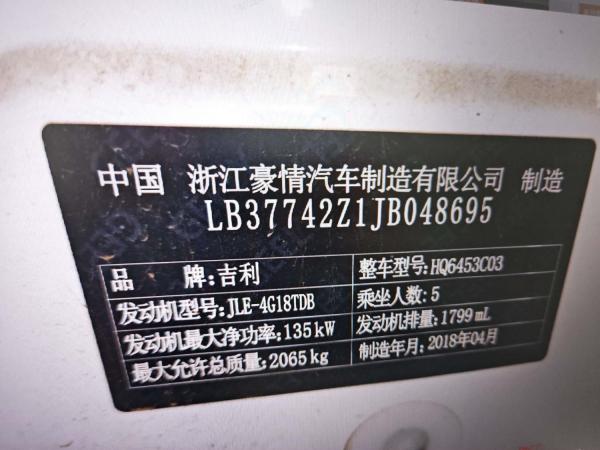 中国 浙江豪情汽车制造有限公司 制造
LB37742Z1JB048695
品 牌:吉利 整车型号:HQ6453C03
发动机型号:JLE-4G18TDB 乘坐人数:5
发动机最大净功率:135kW 发动机排量:1799mL
最大允许总质量:2065kg 制造年月:2018年04月